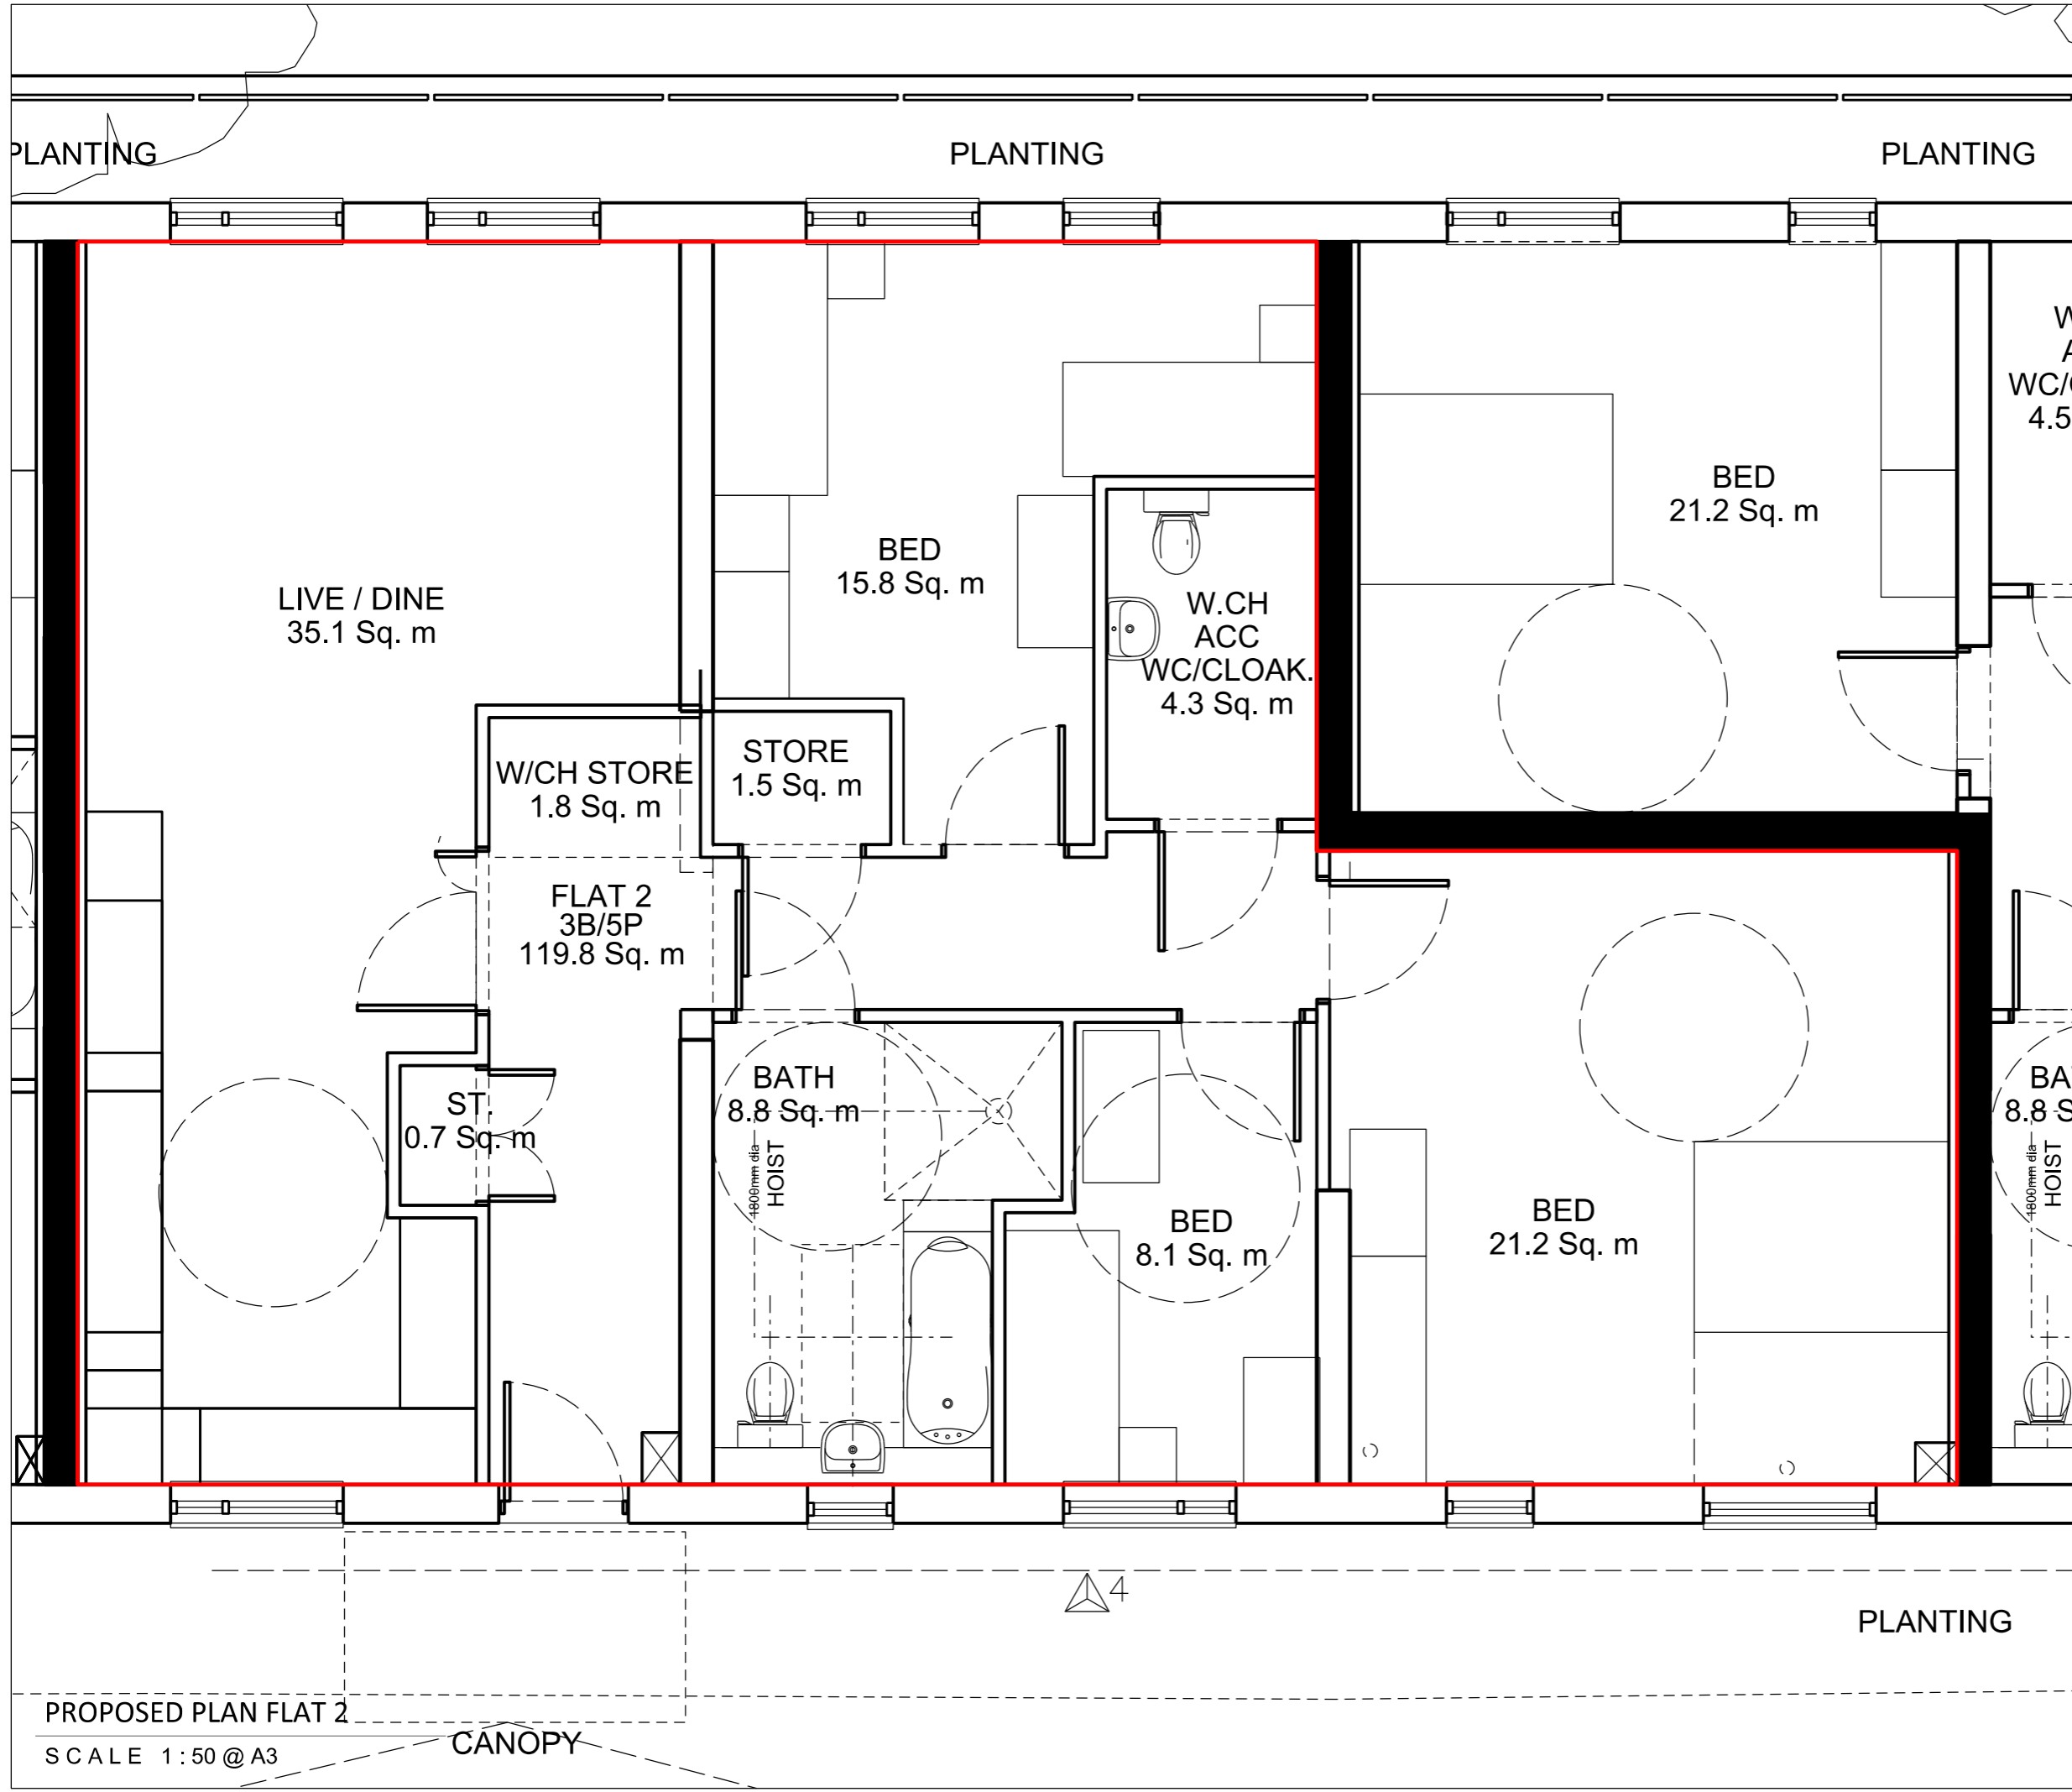 PLANTING
PLANTING
PLANTING
BED
21.2 Sq. m
WC/
4.5
LIVE / DINE
35.1 Sq. m
BED
15.8 Sq. m
W.CH
ACC
WC/CLOAK.
4.3 Sq. m
W/CH STORE
1.8 Sq. m
STORE
1.5 Sq. m
FLAT 2
3B/5P
119.8 Sq. m
ST.
0.7 Sq. m
BATH
8.8 Sq. m
1800mm dia
HOIST
BED
8.1 Sq. m
BED
21.2 Sq. m
BA
8.8 S
1800mm dia
HOIST
4
PLANTING
CANOPY
PROPOSED PLAN FLAT 2
SCALE 1:50 @ A3